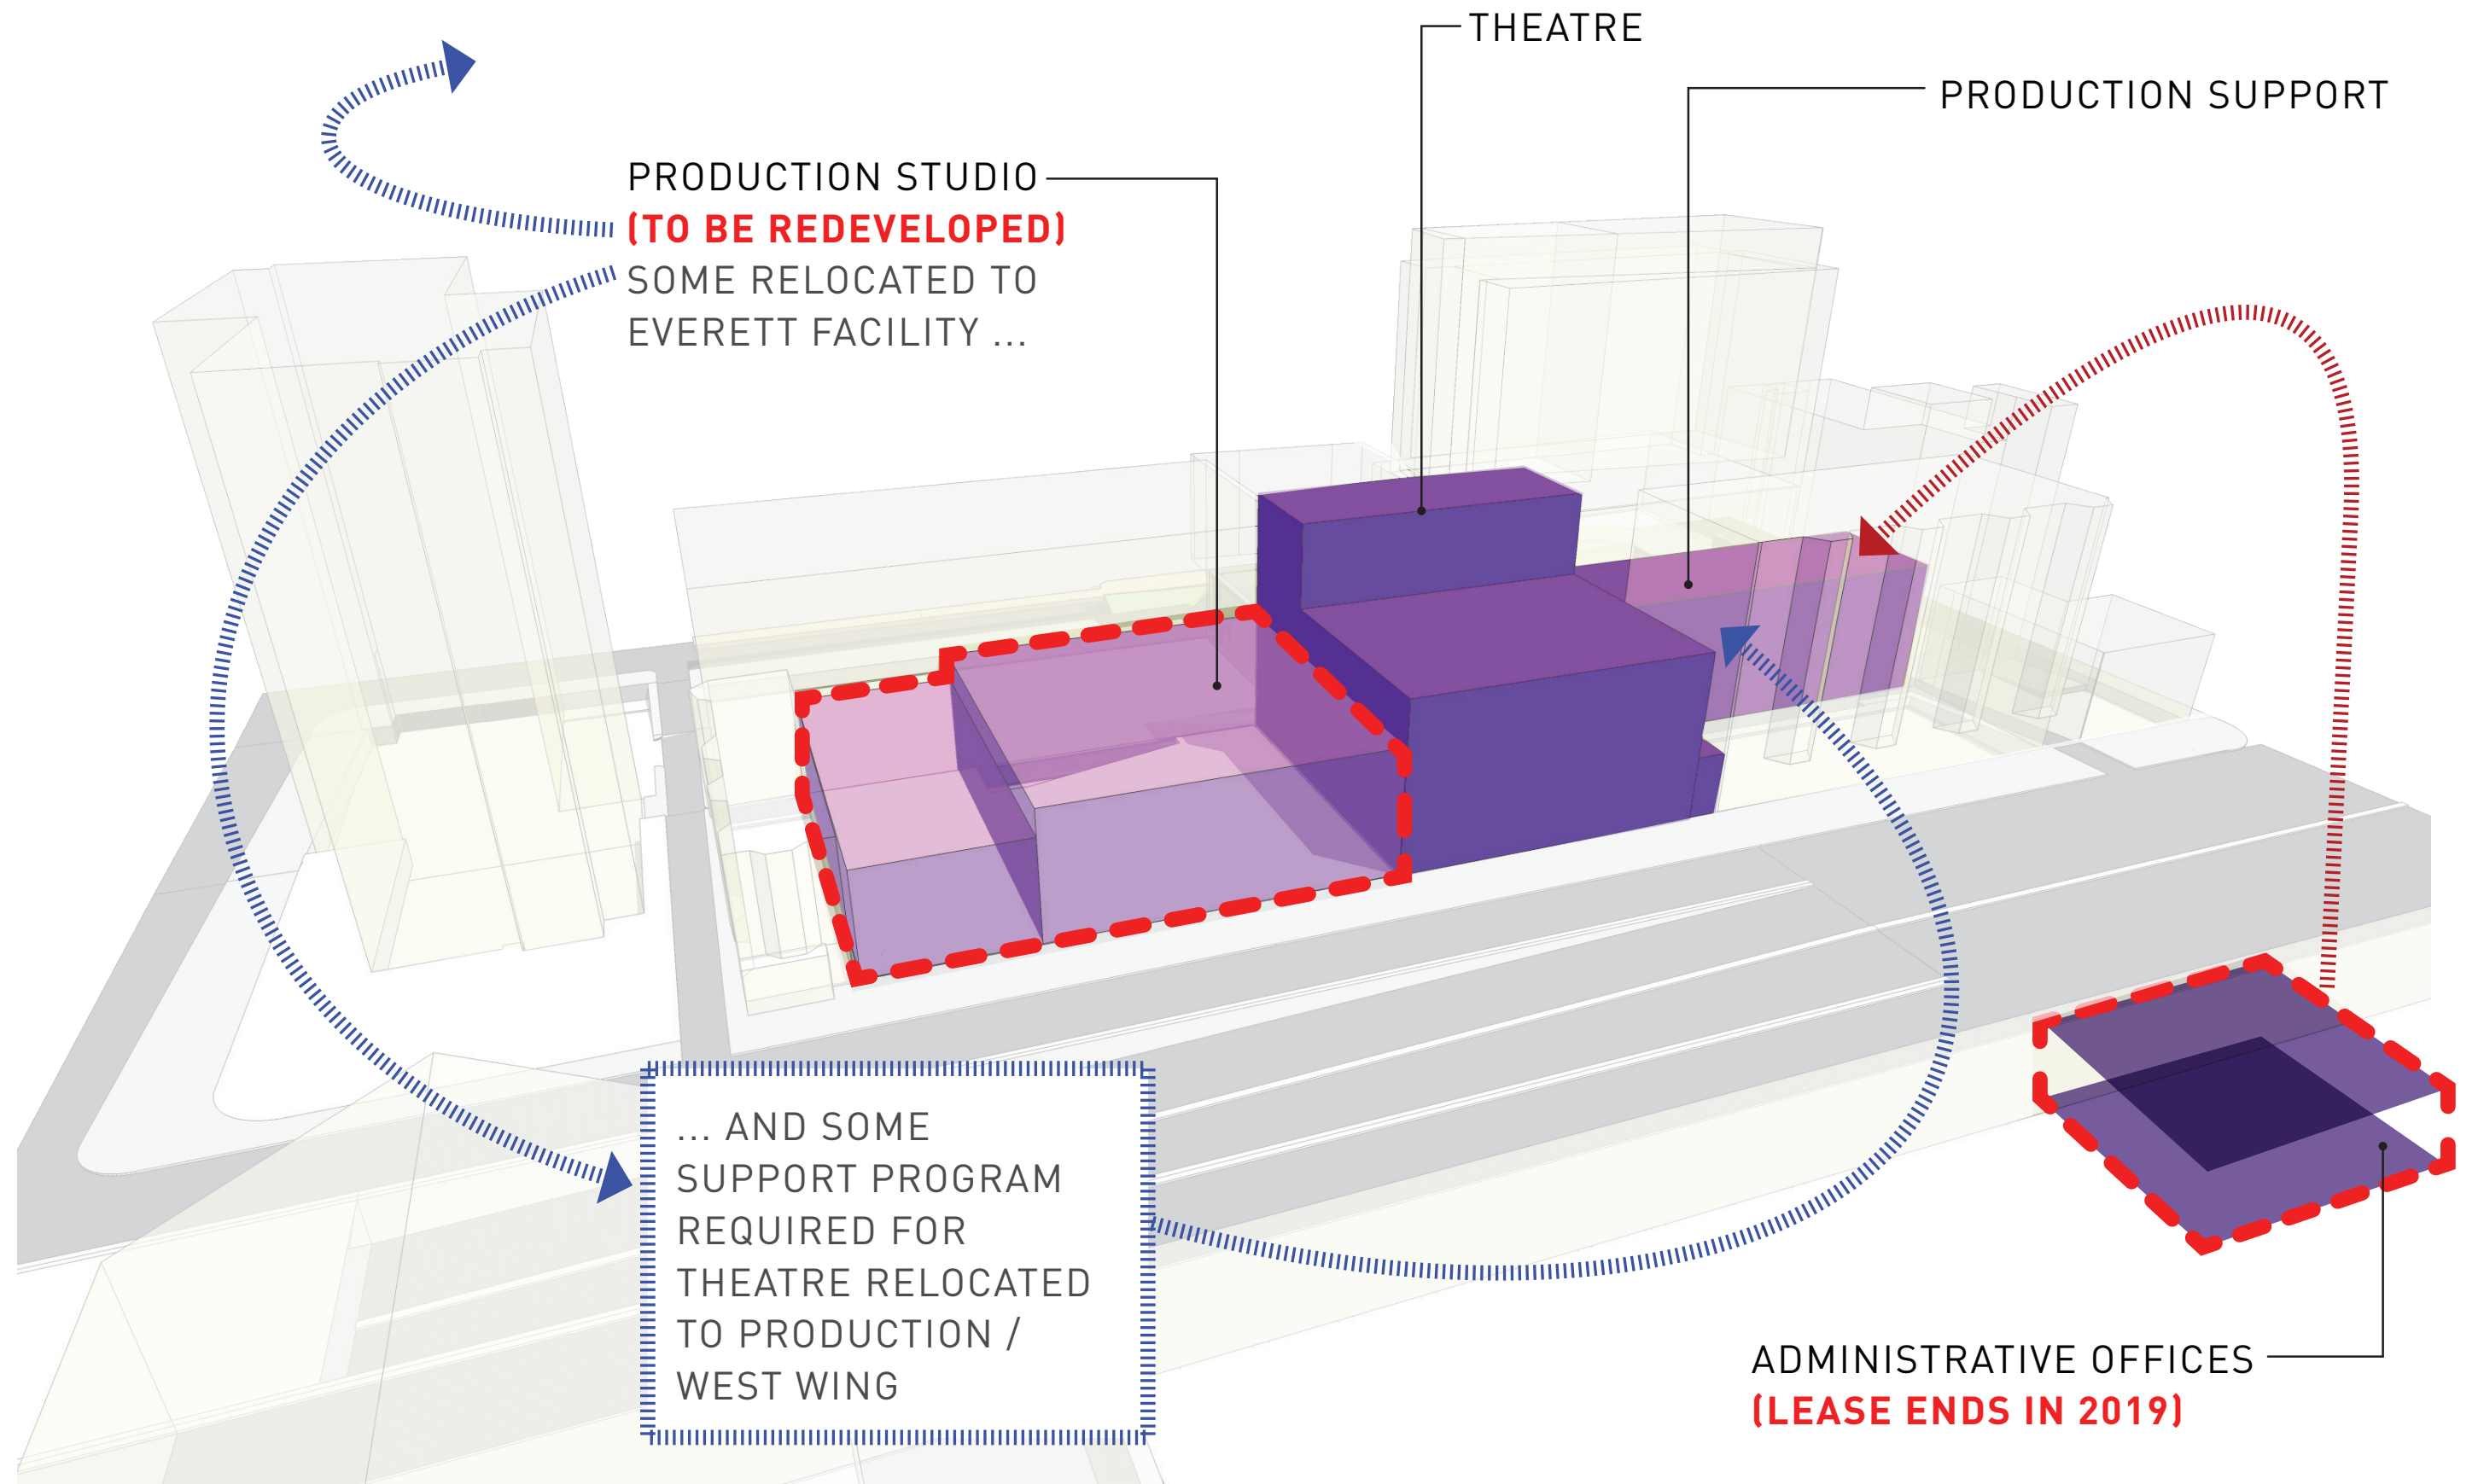 THEATRE
PRODUCTION SUPPORT
PRODUCTION STUDIO
(TO BE REDEVELOPED)
SOME RELOCATED TO
EVERETT FACILITY ...
... AND SOME
SUPPORT PROGRAM
REQUIRED FOR
THEATRE RELOCATED
TO PRODUCTION /
WEST WING
ADMINISTRATIVE OFFICES
(LEASE ENDS IN 2019)